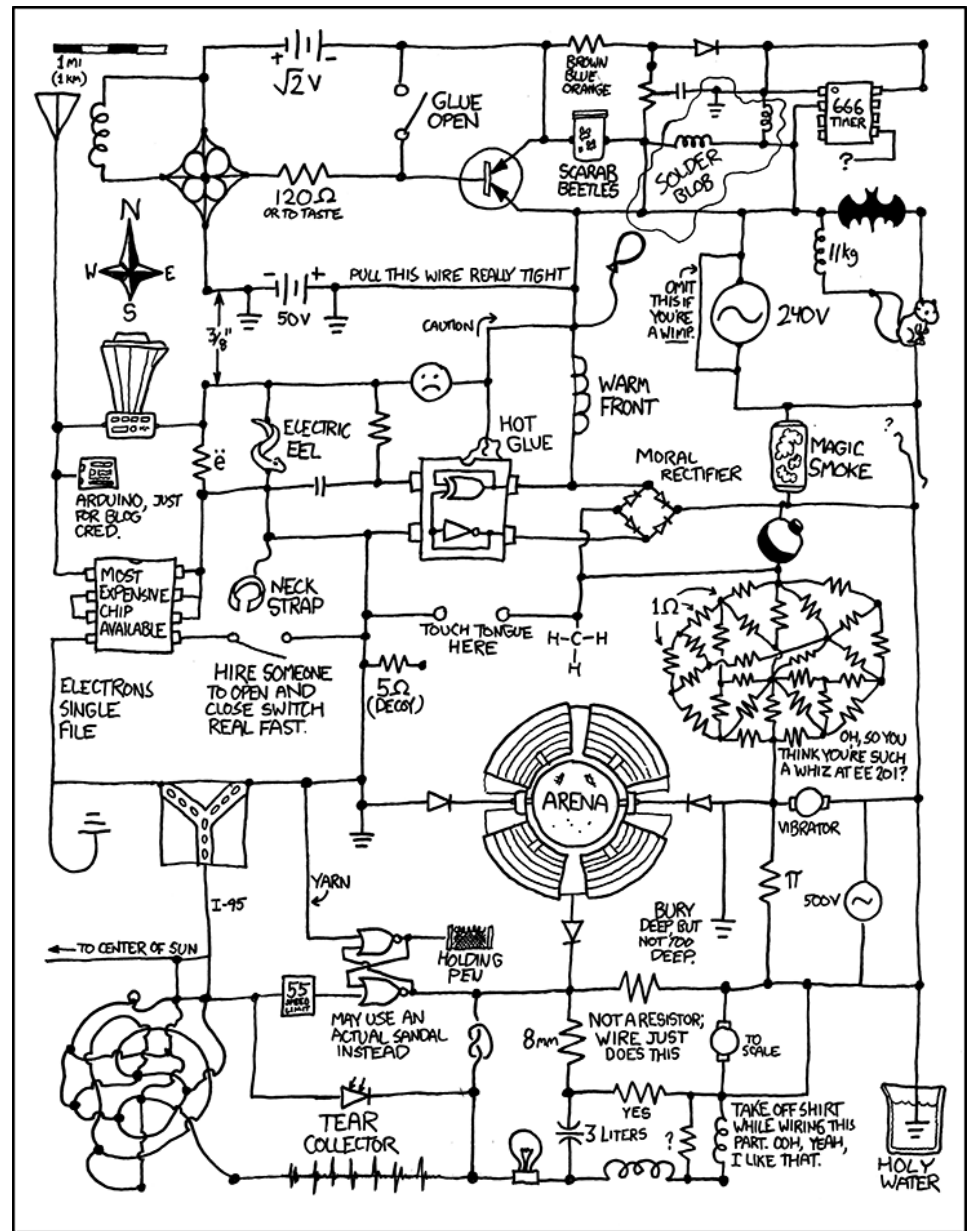 1 MI
(1 KM)
+
-
√2 V
GLUE
OPEN
BROWN
BLUE
ORANGE
666
TIMER
?
120Ω
OR TO TASTE
SCARAB
BEETLES
SOLDER
BLOB
N
W
E
S
-
+
50V
PULL THIS WIRE REALLY TIGHT
3/8"
CAUTION
OMIT
THIS IF
YOU'RE
A WIMP.
240V
11kg
WARM
FRONT
HOT
GLUE
ELECTRIC
EEL
ë
MORAL
RECTIFIER
MAGIC
SMOKE
?
ARDUINO, JUST
FOR BLOG
CRED.
MOST
EXPENSIVE
CHIP
AVAILABLE
NECK
STRAP
TOUCH TONGUE
HERE
H-C-H
H
1Ω
HIRE SOMEONE
TO OPEN AND
CLOSE SWITCH
REAL FAST.
5Ω
(DECOY)
ELECTRONS
SINGLE
FILE
OH, SO YOU
THINK YOU'RE SUCH
A WHIZ AT EE 201?
ARENA
VIBRATOR
I-95
YARN
π
500V
BURY
DEEP, BUT
NOT TOO
DEEP.
TO CENTER OF SUN
HOLDING
PEN
55
SPEED
LIMIT
MAY USE AN
ACTUAL SANDAL
INSTEAD
NOT A RESISTOR;
WIRE JUST
DOES THIS
8mm
TO
SCALE
YES
TEAR
COLLECTOR
3 LITERS
?
TAKE OFF SHIRT
WHILE WIRING THIS
PART. OOH, YEAH,
I LIKE THAT.
HOLY
WATER